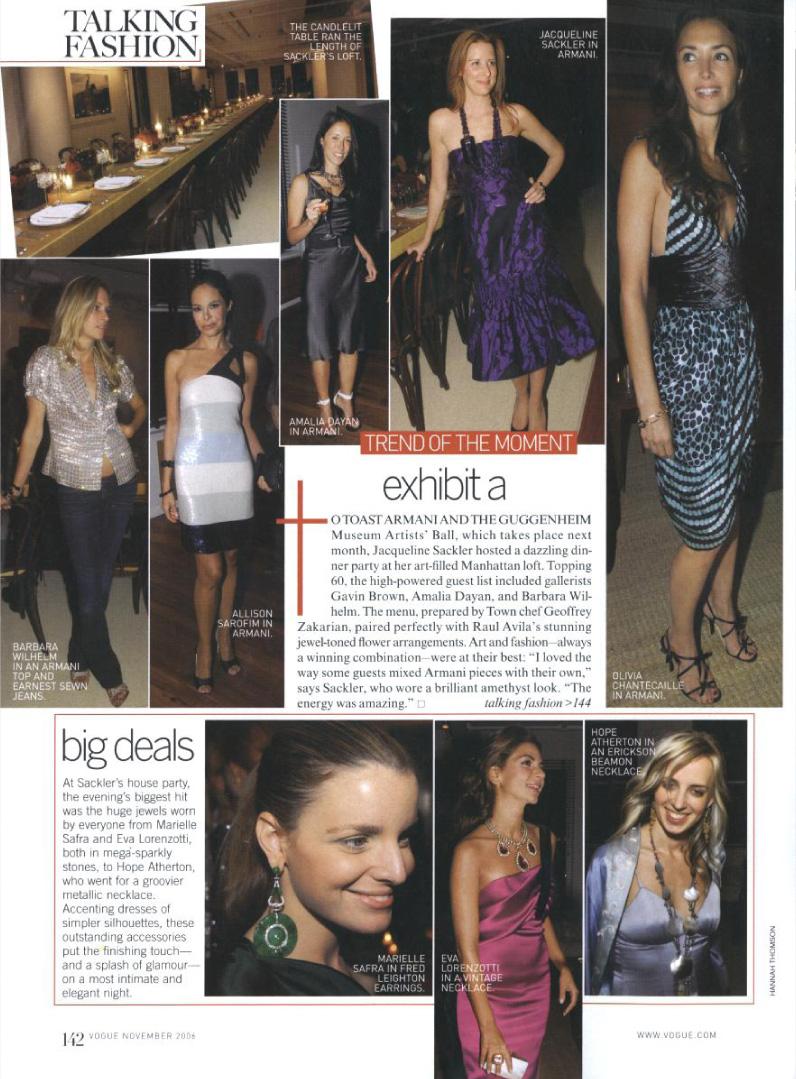 TALKING
FASHION
THE CANDLELIT
TABLE RAN THE
LENGTH OF
SACKLER'S LOFT.
JACQUELINE
SACKLER IN
ARMANI.
AMALIA DAYAN
IN ARMANI.
BARBARA
WILHELM
IN AN ARMANI
TOP AND
EARNEST SEWN
JEANS.
ALLISON
SAROFIM IN
ARMANI.
OLIVIA
CHANTECAILLE
IN ARMANI.
TREND OF THE MOMENT
exhibit a
tO TOAST ARMANI AND THE GUGGENHEIM
Museum Artists' Ball, which takes place next
month, Jacqueline Sackler hosted a dazzling din-
ner party at her art-filled Manhattan loft. Topping
60, the high-powered guest list included gallerists
Gavin Brown, Amalia Dayan, and Barbara Wil-
helm. The menu, prepared by Town chef Geoffrey
Zakarian, paired perfectly with Raul Avila's stunning
jewel-toned flower arrangements. Art and fashion—always
a winning combination—were at their best: "I loved the
way some guests mixed Armani pieces with their own,"
says Sackler, who wore a brilliant amethyst look. "The
energy was amazing." □ talking fashion >144
big deals
At Sackler's house party,
the evening's biggest hit
was the huge jewels worn
by everyone from Marielle
Safra and Eva Lorenzotti,
both in mega-sparkly
stones, to Hope Atherton,
who went for a groovier
metallic necklace.
Accenting dresses of
simpler silhouettes, these
outstanding accessories
put the finishing touch—
and a splash of glamour—
on a most intimate and
elegant night.
MARIELLE
SAFRA IN FRED
LEIGHTON
EARRINGS.
EVA
LORENZOTTI
IN A VINTAGE
NECKLACE.
HOPE
ATHERTON IN
AN ERICKSON
BEAMON
NECKLACE.
HANNAH THOMSON
142 VOGUE NOVEMBER 2006
WWW.VOGUE.COM